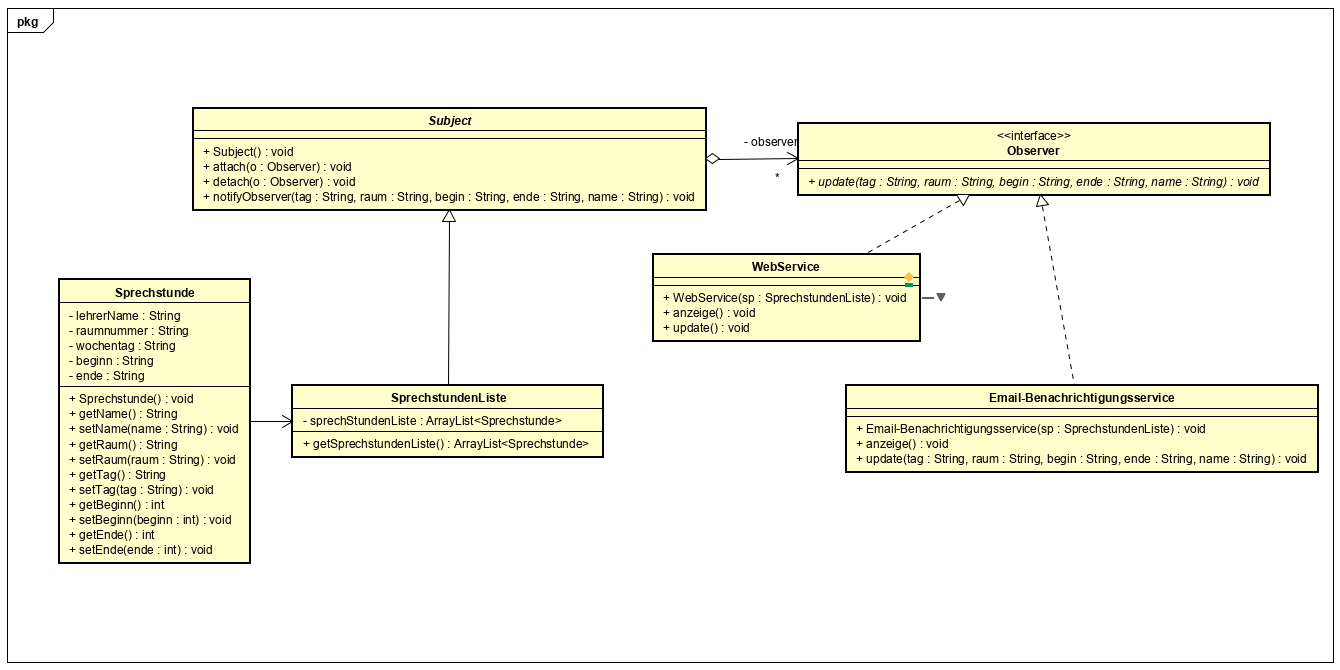 pkg
Subject
+ Subject() : void
+ attach(o : Observer) : void
+ detach(o : Observer) : void
+ notifyObserver(tag : String, raum : String, begin : String, ende : String, name : String) : void
- observer
*
<<interface>>
Observer
+ update(tag : String, raum : String, begin : String, ende : String, name : String) : void
WebService
+ WebService(sp : SprechstundenListe) : void
+ anzeige() : void
+ update() : void
Sprechstunde
- lehrerName : String
- raumnummer : String
- wochentag : String
- beginn : String
- ende : String
+ Sprechstunde() : void
+ getName() : String
+ setName(name : String) : void
+ getRaum() : String
+ setRaum(raum : String) : void
+ getTag() : String
+ setTag(tag : String) : void
+ getBeginn() : int
+ setBeginn(beginn : int) : void
+ getEnde() : int
+ setEnde(ende : int) : void
SprechstundenListe
- sprechStundenListe : ArrayList<Sprechstunde>
+ getSprechstundenListe() : ArrayList<Sprechstunde>
Email-Benachrichtigungsservice
+ Email-Benachrichtigungsservice(sp : SprechstundenListe) : void
+ anzeige() : void
+ update(tag : String, raum : String, begin : String, ende : String, name : String) : void